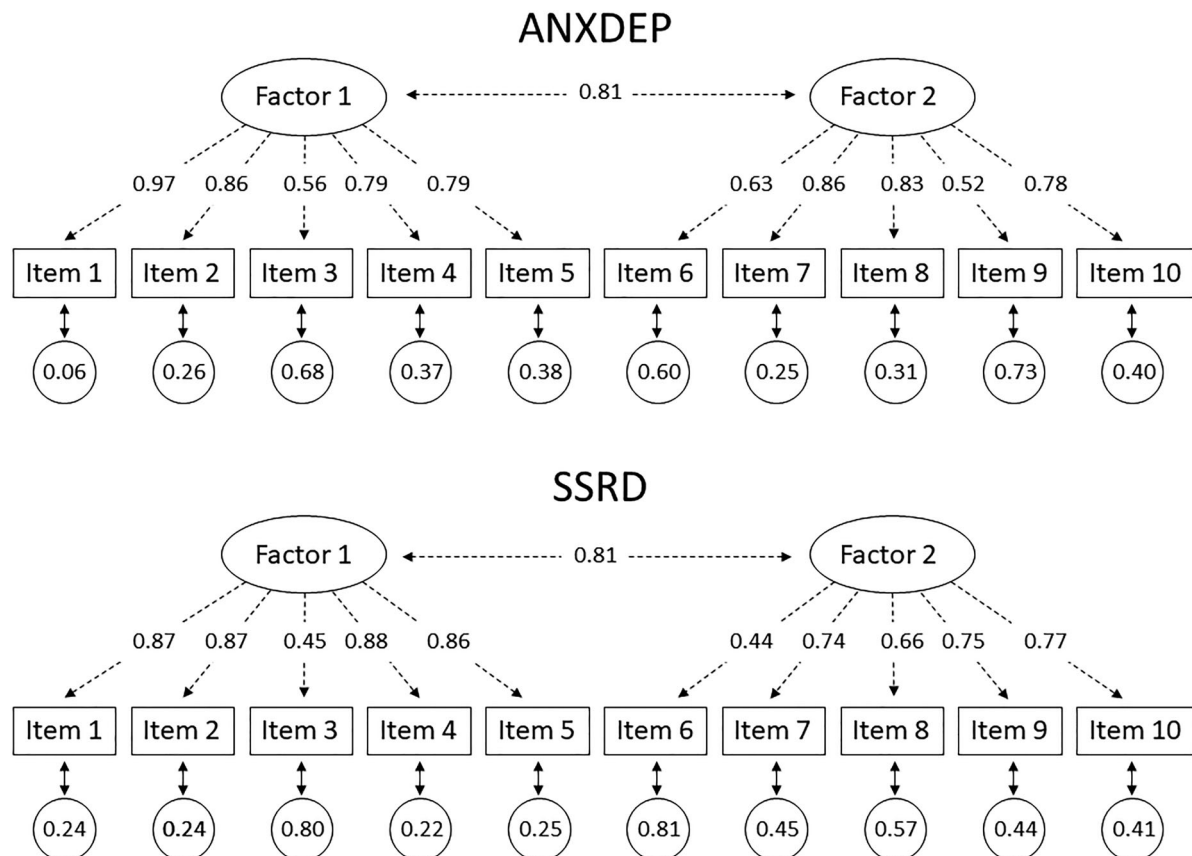 ANXDEP
Factor 1 0.81 Factor 2
0.97 0.86 0.56 0.79 0.79 0.63 0.86 0.83 0.52 0.78
Item 1 Item 2 Item 3 Item 4 Item 5 Item 6 Item 7 Item 8 Item 9 Item 10
0.06 0.26 0.68 0.37 0.38 0.60 0.25 0.31 0.73 0.40
SSRD
Factor 1 0.81 Factor 2
0.87 0.87 0.45 0.88 0.86 0.44 0.74 0.66 0.75 0.77
Item 1 Item 2 Item 3 Item 4 Item 5 Item 6 Item 7 Item 8 Item 9 Item 10
0.24 0.24 0.80 0.22 0.25 0.81 0.45 0.57 0.44 0.41